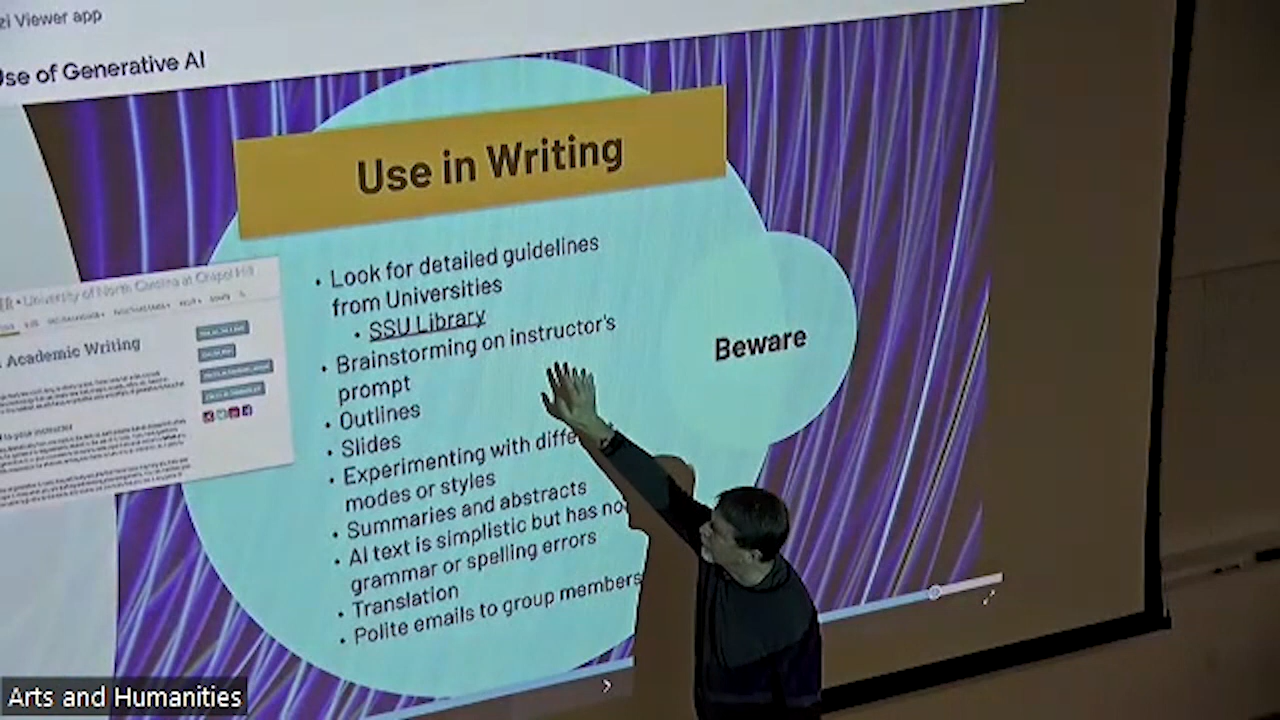 zi Viewer app
Use of Generative AI
Use in Writing
• Look for detailed guidelines
from Universities
• SSU Library
• Brainstorming on instructor's
prompt
• Outlines
• Slides
• Experimenting with diffe
modes or styles
• Summaries and abstracts
• AI text is simplistic but has no
grammar or spelling errors
• Translation
• Polite emails to group members
Beware
University of North Carolina at Chapel Hill
Academic Writing
to your instructor
Arts and Humanities